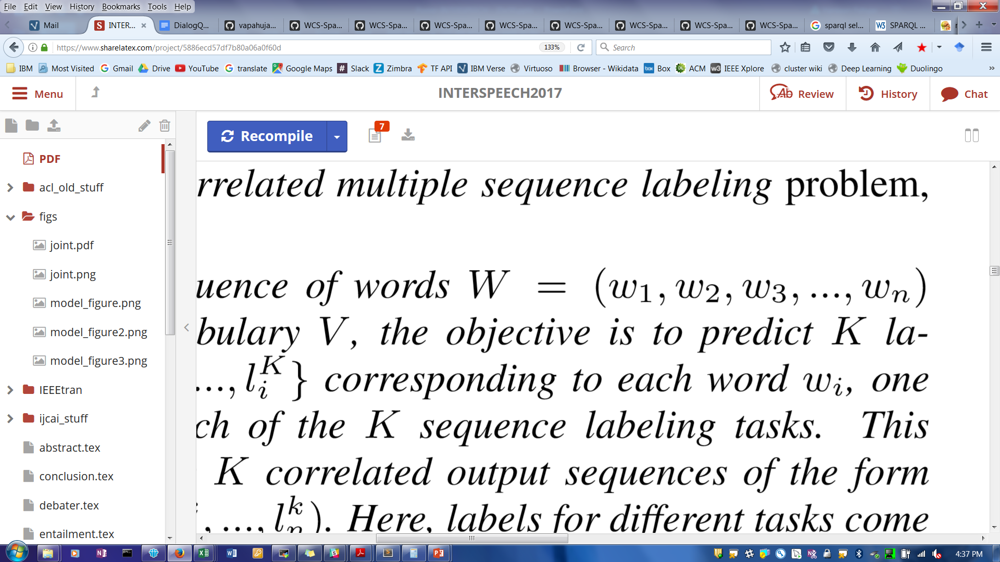 File Edit View History Bookmarks Tools Help
Mail INTER... × DialogQ... vapahuja... WCS-Spa... WCS-Spa... WCS-Spa... WCS-Spa... WCS-Spa... WCS-Spa... WCS-Spa... WCS-Spa... sparql sel... SPARQL ...
https://www.sharelatex.com/project/5886ecd57df7b80a06a0f60d 133% Search
IBM Most Visited Gmail Drive YouTube translate Google Maps Slack Zimbra TF API IBM Verse Virtuoso Browser - Wikidata Box ACM IEEE Xplore cluster wiki Deep Learning Duolingo »
Menu INTERSPEECH2017 Review History Chat
Recompile 7
PDF
acl_old_stuff
figs
joint.pdf
joint.png
model_figure.png
model_figure2.png
model_figure3.png
IEEEtran
ijcai_stuff
abstract.tex
conclusion.tex
debater.tex
entailment.tex
rrelated multiple sequence labeling problem,
uence of words W = (w₁, w₂, w₃, ..., wₙ)
bulary V, the objective is to predict K la-
..., l_i^K} corresponding to each word w_i, one
ch of the K sequence labeling tasks. This
K correlated output sequences of the form
, ..., l_n^k). Here, labels for different tasks come
4:37 PM